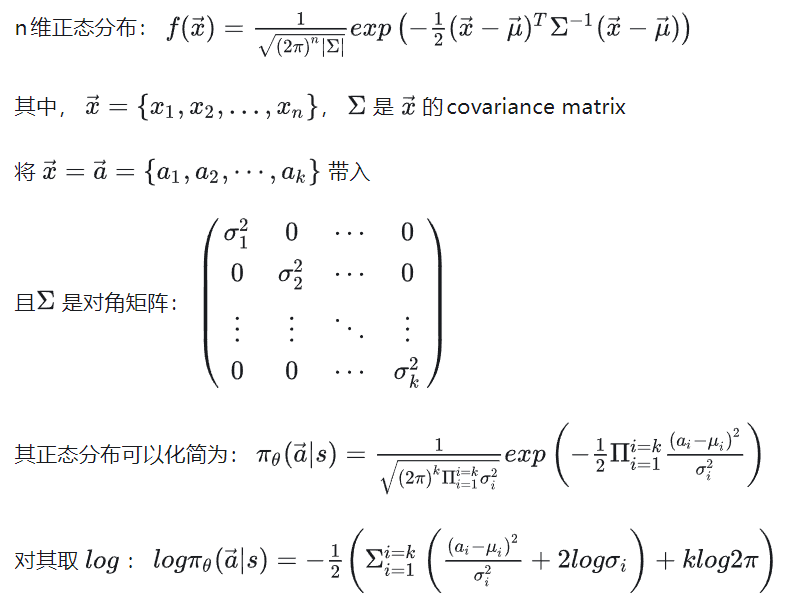 n维正态分布： $f(\vec{x}) = \frac{1}{\sqrt{(2\pi)^n|\Sigma|}}exp\left(-\frac{1}{2}(\vec{x}-\vec{\mu})^T\Sigma^{-1}(\vec{x}-\vec{\mu})\right)$
其中， $\vec{x} = \{x_1, x_2, \ldots, x_n\}$， $\Sigma$ 是 $\vec{x}$ 的covariance matrix
将 $\vec{x} = \vec{a} = \{a_1, a_2, \cdots, a_k\}$ 带入
且$\Sigma$ 是对角矩阵： $\begin{pmatrix} \sigma_1^2 & 0 & \cdots & 0 \\ 0 & \sigma_2^2 & \cdots & 0 \\ \vdots & \vdots & \ddots & \vdots \\ 0 & 0 & \cdots & \sigma_k^2 \end{pmatrix}$
其正态分布可以化简为： $\pi_\theta(\vec{a}|s) = \frac{1}{\sqrt{(2\pi)^k\Pi_{i=1}^{i=k}\sigma_i^2}}exp\left(-\frac{1}{2}\Pi_{i=1}^{i=k}\frac{(a_i-\mu_i)^2}{\sigma_i^2}\right)$
对其取 $log$： $log\pi_\theta(\vec{a}|s) = -\frac{1}{2}\left(\Sigma_{i=1}^{i=k}\left(\frac{(a_i-\mu_i)^2}{\sigma_i^2} + 2log\sigma_i\right) + klog2\pi\right)$